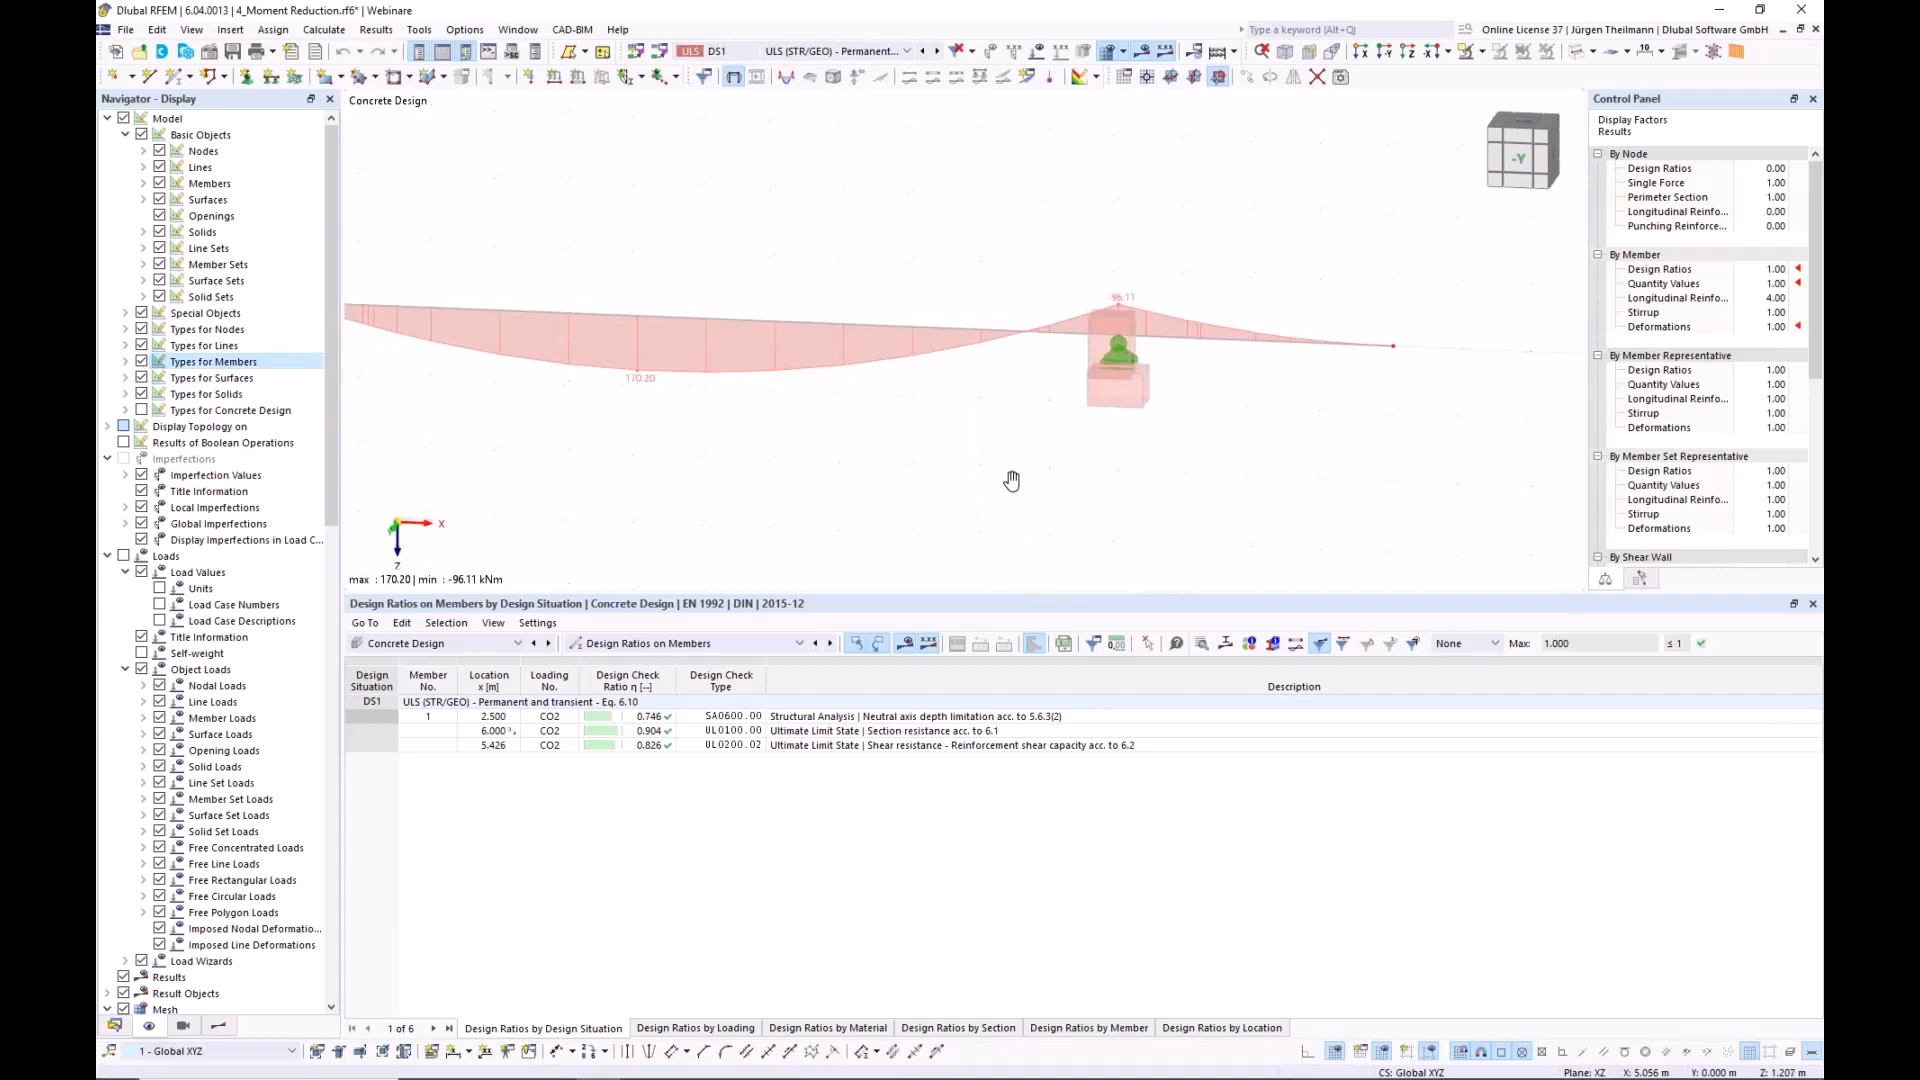 Dlubal RFEM | 6.04.0013 | 4_Moment Reduction.rf6* | Webinare
File Edit View Insert Assign Calculate Results Tools Options Window CAD-BIM Help
Type a keyword (Alt+Q)
Online License 37 | Jürgen Theilmann | Dlubal Software GmbH
ULS DS1 ULS (STR/GEO) - Permanent...
Navigator - Display
Model
Basic Objects
Nodes
Lines
Members
Surfaces
Openings
Solids
Line Sets
Member Sets
Surface Sets
Solid Sets
Special Objects
Types for Nodes
Types for Lines
Types for Members
Types for Surfaces
Types for Solids
Types for Concrete Design
Display Topology on
Results of Boolean Operations
Imperfections
Imperfection Values
Title Information
Local Imperfections
Global Imperfections
Display Imperfections in Load C...
Loads
Load Values
Units
Load Case Numbers
Load Case Descriptions
Title Information
Self-weight
Object Loads
Nodal Loads
Line Loads
Member Loads
Surface Loads
Opening Loads
Solid Loads
Line Set Loads
Member Set Loads
Surface Set Loads
Solid Set Loads
Free Concentrated Loads
Free Line Loads
Free Rectangular Loads
Free Circular Loads
Free Polygon Loads
Imposed Nodal Deformatio...
Imposed Line Deformations
Load Wizards
Results
Result Objects
Mesh
1 - Global XYZ
Concrete Design
-96.11
170.20
-Y
X
Z
max : 170.20 | min : -96.11 kNm
Control Panel
Display Factors
Results
By Node
Design Ratios 0.00
Single Force 1.00
Perimeter Section 1.00
Longitudinal Reinfo... 0.00
Punching Reinforce... 0.00
By Member
Design Ratios 1.00
Quantity Values 1.00
Longitudinal Reinfo... 4.00
Stirrup 1.00
Deformations 1.00
By Member Representative
Design Ratios 1.00
Quantity Values 1.00
Longitudinal Reinfo... 1.00
Stirrup 1.00
Deformations 1.00
By Member Set Representative
Design Ratios 1.00
Quantity Values 1.00
Longitudinal Reinfo... 1.00
Stirrup 1.00
Deformations 1.00
By Shear Wall
Design Ratios on Members by Design Situation | Concrete Design | EN 1992 | DIN | 2015-12
Go To Edit Selection View Settings
Concrete Design Design Ratios on Members None Max: 1.000 ≤ 1
Design Situation Member No. Location x [m] Loading No. Design Check Ratio η [--] Design Check Type Description
DS1 ULS (STR/GEO) - Permanent and transient - Eq. 6.10
1 2.500 CO2 0.746 SA0600.00 Structural Analysis | Neutral axis depth limitation acc. to 5.6.3(2)
6.000 CO2 0.904 UL0100.00 Ultimate Limit State | Section resistance acc. to 6.1
5.426 CO2 0.826 UL0200.02 Ultimate Limit State | Shear resistance - Reinforcement shear capacity acc. to 6.2
1 of 6 Design Ratios by Design Situation Design Ratios by Loading Design Ratios by Material Design Ratios by Section Design Ratios by Member Design Ratios by Location
CS: Global XYZ Plane: XZ X: 5.056 m Y: 0.000 m Z: 1.207 m